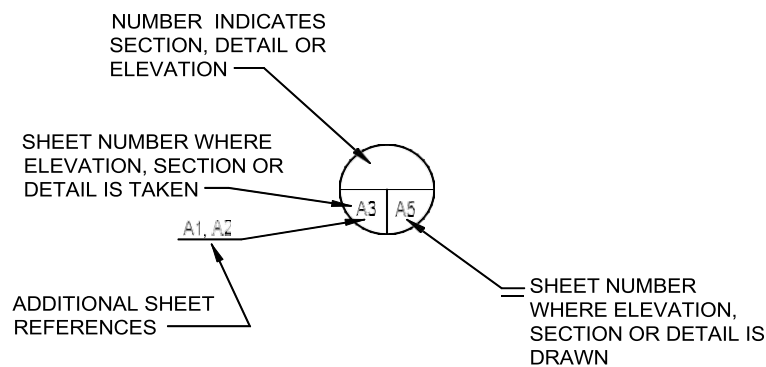 NUMBER INDICATES
SECTION, DETAIL OR
ELEVATION
SHEET NUMBER WHERE
ELEVATION, SECTION OR
DETAIL IS TAKEN
A3
A5
A1, A2
ADDITIONAL SHEET
REFERENCES
SHEET NUMBER
WHERE ELEVATION,
SECTION OR DETAIL IS
DRAWN